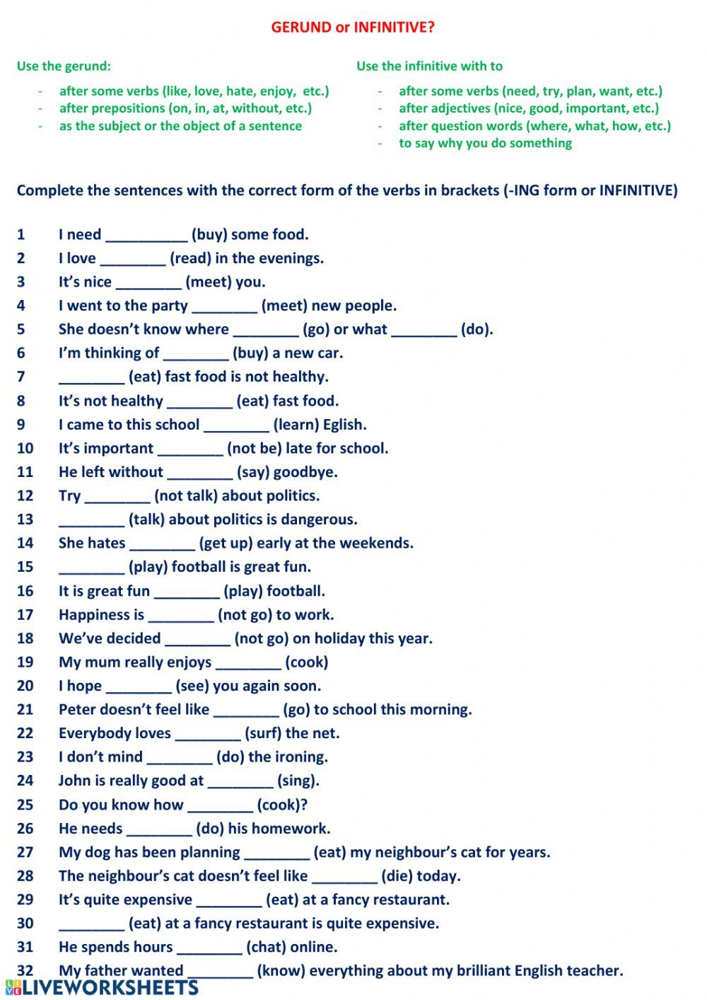 GERUND or INFINITIVE?
Use the gerund:
- after some verbs (like, love, hate, enjoy, etc.)
- after prepositions (on, in, at, without, etc.)
- as the subject or the object of a sentence
Use the infinitive with to
- after some verbs (need, try, plan, want, etc.)
- after adjectives (nice, good, important, etc.)
- after question words (where, what, how, etc.)
- to say why you do something
Complete the sentences with the correct form of the verbs in brackets (-ING form or INFINITIVE)
1 I need __________ (buy) some food.
2 I love ________ (read) in the evenings.
3 It’s nice ________ (meet) you.
4 I went to the party ________ (meet) new people.
5 She doesn’t know where ________ (go) or what ________ (do).
6 I’m thinking of ________ (buy) a new car.
7 ________ (eat) fast food is not healthy.
8 It’s not healthy ________ (eat) fast food.
9 I came to this school ________ (learn) Eglish.
10 It’s important ________ (not be) late for school.
11 He left without ________ (say) goodbye.
12 Try ________ (not talk) about politics.
13 ________ (talk) about politics is dangerous.
14 She hates ________ (get up) early at the weekends.
15 ________ (play) football is great fun.
16 It is great fun ________ (play) football.
17 Happiness is ________ (not go) to work.
18 We’ve decided ________ (not go) on holiday this year.
19 My mum really enjoys ________ (cook)
20 I hope ________ (see) you again soon.
21 Peter doesn’t feel like ________ (go) to school this morning.
22 Everybody loves ________ (surf) the net.
23 I don’t mind ________ (do) the ironing.
24 John is really good at ________ (sing).
25 Do you know how ________ (cook)?
26 He needs ________ (do) his homework.
27 My dog has been planning ________ (eat) my neighbour’s cat for years.
28 The neighbour’s cat doesn’t feel like ________ (die) today.
29 It’s quite expensive ________ (eat) at a fancy restaurant.
30 ________ (eat) at a fancy restaurant is quite expensive.
31 He spends hours ________ (chat) online.
32 My father wanted ________ (know) everything about my brilliant English teacher.
LIVE LIVEWORKSHEETS